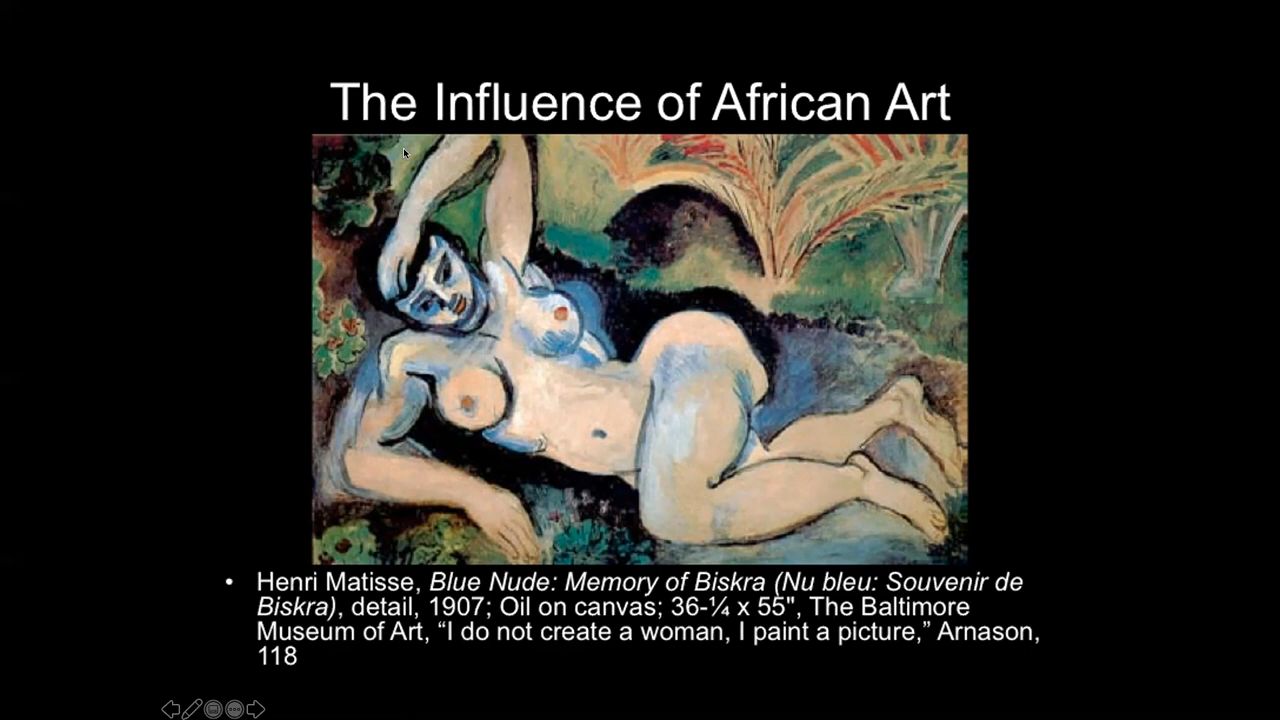 The Influence of African Art
• Henri Matisse, Blue Nude: Memory of Biskra (Nu bleu: Souvenir de
Biskra), detail, 1907; Oil on canvas; 36-¼ x 55", The Baltimore
Museum of Art, “I do not create a woman, I paint a picture,” Arnason,
118